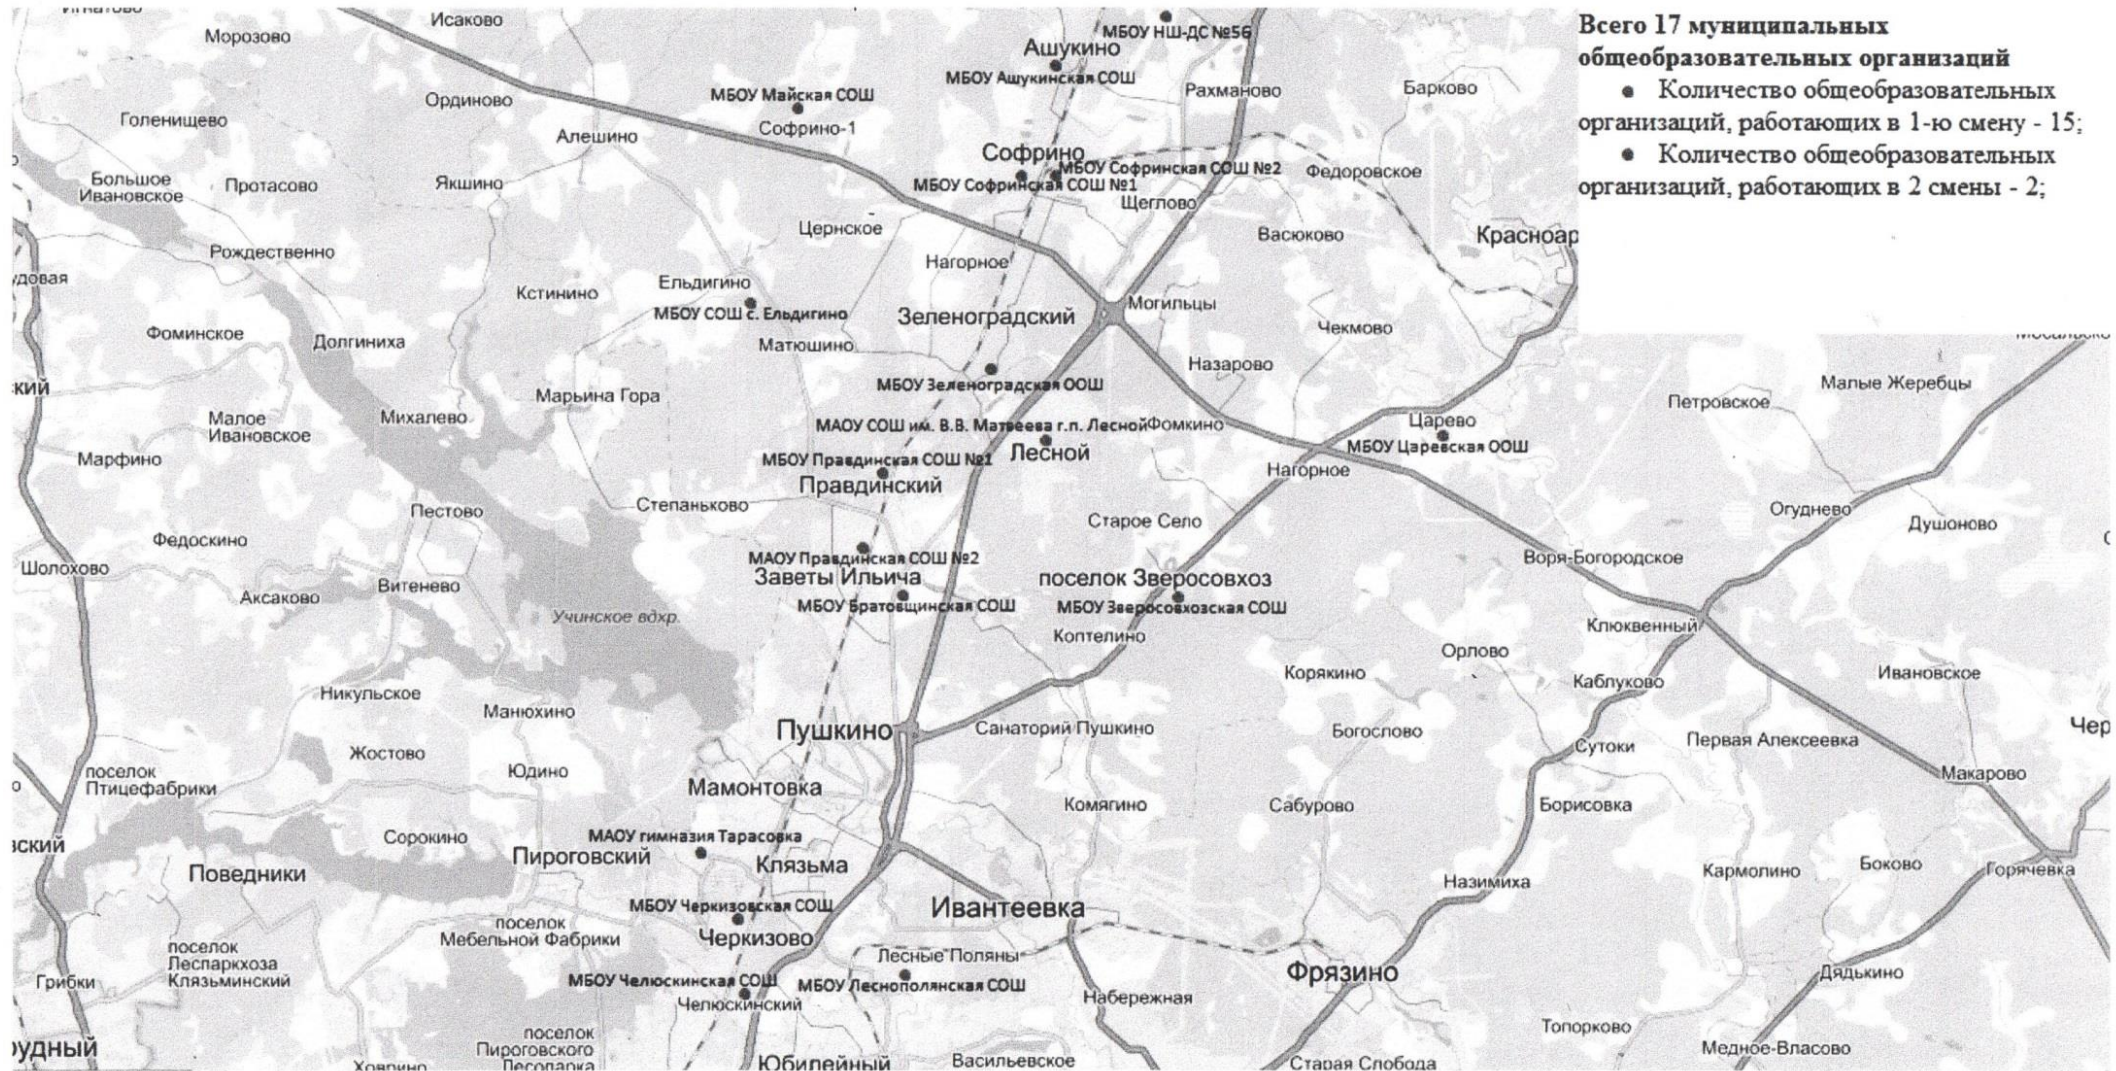 Всего 17 муниципальных
общеобразовательных организаций
● Количество общеобразовательных
организаций, работающих в 1-ю смену - 15;
● Количество общеобразовательных
организаций, работающих в 2 смены - 2;
Исаково
Морозово
МБОУ НШ-ДС №56
Ашукино
МБОУ Ашукинская СОШ
МБОУ Майская СОШ
Рахманово
Барково
Ординово
Голенищево
Софрино-1
Алешино
Софрино
МБОУ Софринская СОШ №2
Федоровское
Большое
Ивановское
Протасово
Якшино
МБОУ Софринская СОШ №1
Щеглово
Цернское
Васюково
Красноар
Рождественно
Нагорное
удовая
Кстинино
Ельдигино
МБОУ СОШ с. Ельдигино
Зеленоградский
Могильцы
Фоминское
Долгиниха
Матюшино
Чекмово
Назарово
ский
МБОУ Зеленоградская ООШ
Малые Жеребцы
Марьина Гора
Петровское
Малое
Ивановское
Михалево
МАОУ СОШ им. В.В. Матвеева г.п. Лесной
Фомкино
Царево
МБОУ Царевская ООШ
Лесной
Марфино
МБОУ Правдинская СОШ №1
Правдинский
Нагорное
Степаньково
Пестово
Старое Село
Огуднево
Душоново
Федоскино
МАОУ Правдинская СОШ №2
Воря-Богородское
Шолохово
Заветы Ильича
поселок Зверосовхоз
Витенево
Аксаково
МБОУ Братовщинская СОШ
МБОУ Зверосовхозская СОШ
Учинское вдхр.
Клюквенный
Коптелино
Орлово
Корякино
Ивановское
Каблуково
Никульское
Манюхино
Пушкино
Санаторий Пушкино
Богослово
Чер
Сутоки
Первая Алексеевка
Жостово
Юдино
поселок
Птицефабрики
Макарово
Мамонтовка
Комягино
Сабурово
Борисовка
Сорокино
МАОУ гимназия Тарасовка
вский
Пироговский
Клязьма
Поведники
Кармолино
Боково
Горячевка
Назимиха
МБОУ Черкизовская СОШ
Ивантеевка
поселок
Мебельной Фабрики
Черкизово
поселок
Леспаркхоза
Клязьминский
Лесные Поляны
Грибки
МБОУ Челюскинская СОШ
МБОУ Леснополянская СОШ
Фрязино
Дядькино
Челюскинский
Набережная
Топорково
поселок
Пироговского
Лесопарка
рудный
Медное-Власово
Ховрино
Юбилейный
Васильевское
Старая Слобода